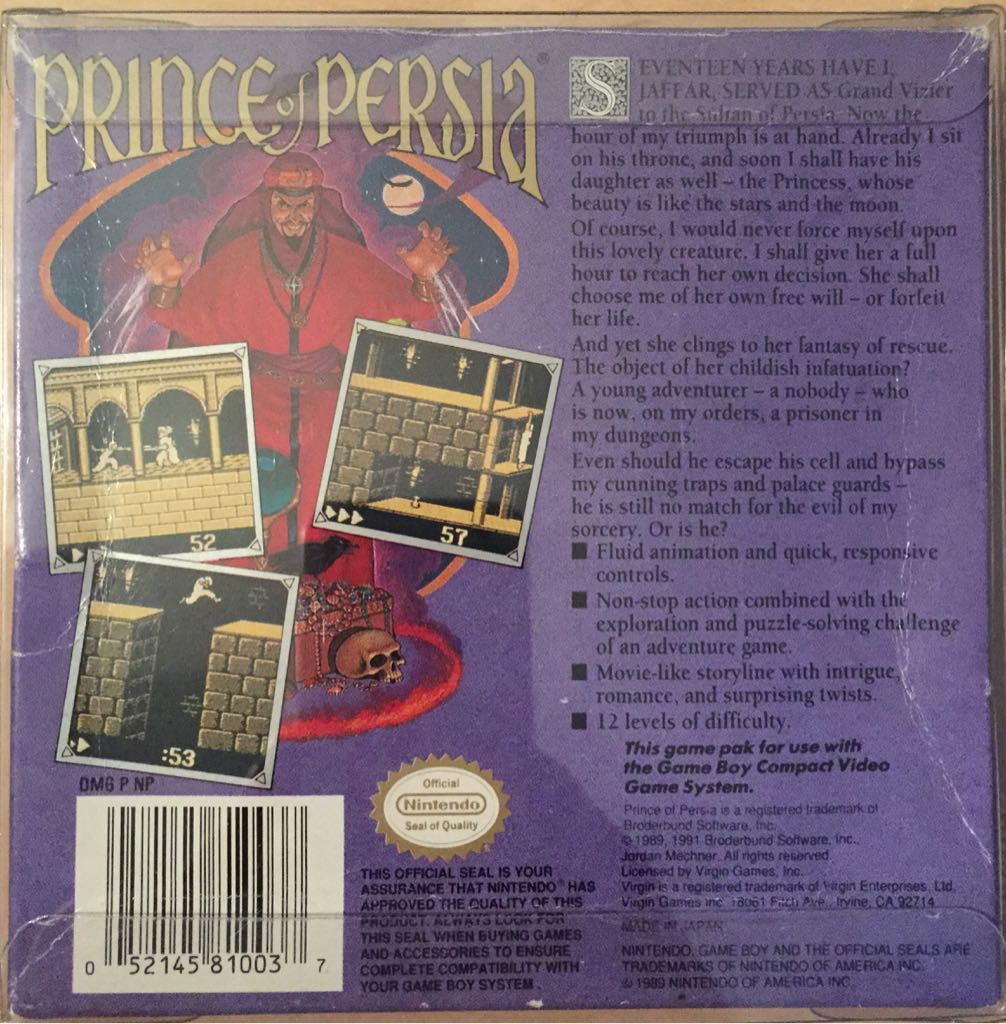 PRINCE of PERSIA®
SEVENTEEN YEARS HAVE I,
JAFFAR, SERVED AS Grand Vizier
to the Sultan of Persia. Now the
hour of my triumph is at hand. Already I sit
on his throne, and soon I shall have his
daughter as well – the Princess, whose
beauty is like the stars and the moon.
Of course, I would never force myself upon
this lovely creature. I shall give her a full
hour to reach her own decision. She shall
choose me of her own free will – or forfeit
her life.
And yet she clings to her fantasy of rescue.
The object of her childish infatuation?
A young adventurer – a nobody – who
is now, on my orders, a prisoner in
my dungeons.
Even should he escape his cell and bypass
my cunning traps and palace guards –
he is still no match for the evil of my
sorcery. Or is he?
■ Fluid animation and quick, responsive
controls.
■ Non-stop action combined with the
exploration and puzzle-solving challenge
of an adventure game.
■ Movie-like storyline with intrigue,
romance, and surprising twists.
■ 12 levels of difficulty.
This game pak for use with
the Game Boy Compact Video
Game System.
Prince of Persia is a registered trademark of
Broderbund Software, Inc.
© 1989, 1991 Broderbund Software, Inc.,
Jordan Mechner. All rights reserved.
Licensed by Virgin Games, Inc.
Virgin is a registered trademark of Virgin Enterprises, Ltd.
Virgin Games Inc. 18061 Fitch Ave., Irvine, CA 92714
MADE IN JAPAN
NINTENDO, GAME BOY AND THE OFFICIAL SEALS ARE
TRADEMARKS OF NINTENDO OF AMERICA INC.
© 1989 NINTENDO OF AMERICA INC.
52
57
:53
DMG P NP
Official
Nintendo
Seal of Quality
THIS OFFICIAL SEAL IS YOUR
ASSURANCE THAT NINTENDO® HAS
APPROVED THE QUALITY OF THIS
PRODUCT. ALWAYS LOOK FOR
THIS SEAL WHEN BUYING GAMES
AND ACCESSORIES TO ENSURE
COMPLETE COMPATIBILITY WITH
YOUR GAME BOY SYSTEM.
0 52145 81003 7